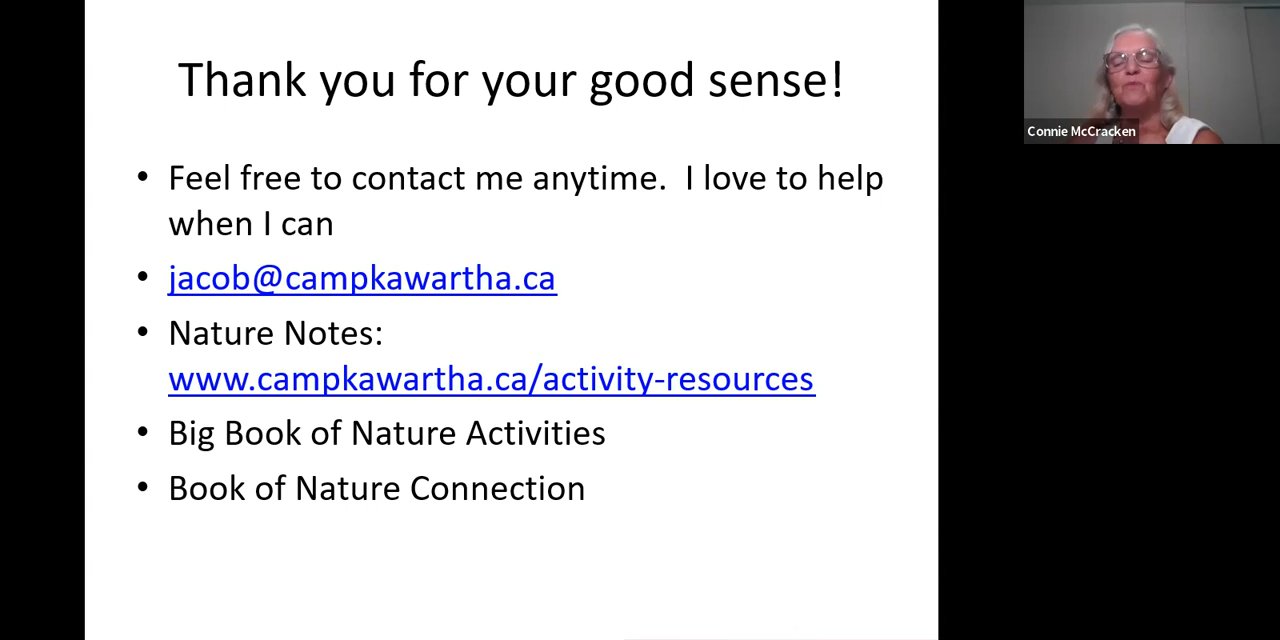 Thank you for your good sense!
• Feel free to contact me anytime.  I love to help
when I can
• jacob@campkawartha.ca
• Nature Notes:
www.campkawartha.ca/activity-resources
• Big Book of Nature Activities
• Book of Nature Connection
Connie McCracken